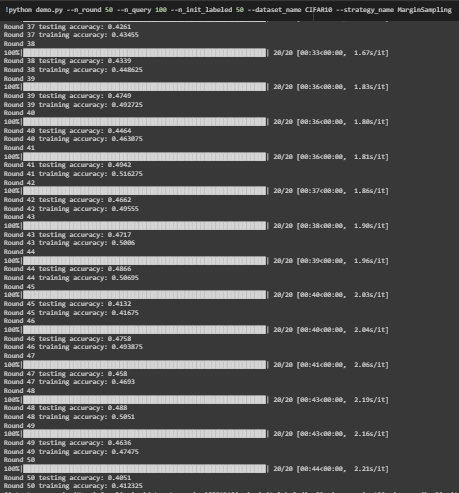 !python demo.py --n_round 50 --n_query 100 --n_init_labeled 50 --dataset_name CIFAR10 --strategy_name MarginSampling
Round 37 testing accuracy: 0.4261
Round 37 training accuracy: 0.43455
Round 38
100%| | 20/20 [00:33<00:00, 1.67s/it]
Round 38 testing accuracy: 0.4339
Round 38 training accuracy: 0.448625
Round 39
100%| | 20/20 [00:36<00:00, 1.83s/it]
Round 39 testing accuracy: 0.4749
Round 39 training accuracy: 0.492725
Round 40
100%| | 20/20 [00:36<00:00, 1.80s/it]
Round 40 testing accuracy: 0.4464
Round 40 training accuracy: 0.463075
Round 41
100%| | 20/20 [00:36<00:00, 1.81s/it]
Round 41 testing accuracy: 0.4942
Round 41 training accuracy: 0.516275
Round 42
100%| | 20/20 [00:37<00:00, 1.86s/it]
Round 42 testing accuracy: 0.4662
Round 42 training accuracy: 0.49555
Round 43
100%| | 20/20 [00:38<00:00, 1.90s/it]
Round 43 testing accuracy: 0.4717
Round 43 training accuracy: 0.5006
Round 44
100%| | 20/20 [00:39<00:00, 1.96s/it]
Round 44 testing accuracy: 0.4866
Round 44 training accuracy: 0.50695
Round 45
100%| | 20/20 [00:40<00:00, 2.03s/it]
Round 45 testing accuracy: 0.4132
Round 45 training accuracy: 0.41675
Round 46
100%| | 20/20 [00:40<00:00, 2.04s/it]
Round 46 testing accuracy: 0.4758
Round 46 training accuracy: 0.493875
Round 47
100%| | 20/20 [00:41<00:00, 2.06s/it]
Round 47 testing accuracy: 0.458
Round 47 training accuracy: 0.4693
Round 48
100%| | 20/20 [00:43<00:00, 2.19s/it]
Round 48 testing accuracy: 0.488
Round 48 training accuracy: 0.5051
Round 49
100%| | 20/20 [00:43<00:00, 2.16s/it]
Round 49 testing accuracy: 0.4636
Round 49 training accuracy: 0.47475
Round 50
100%| | 20/20 [00:44<00:00, 2.21s/it]
Round 50 testing accuracy: 0.4051
Round 50 training accuracy: 0.412325